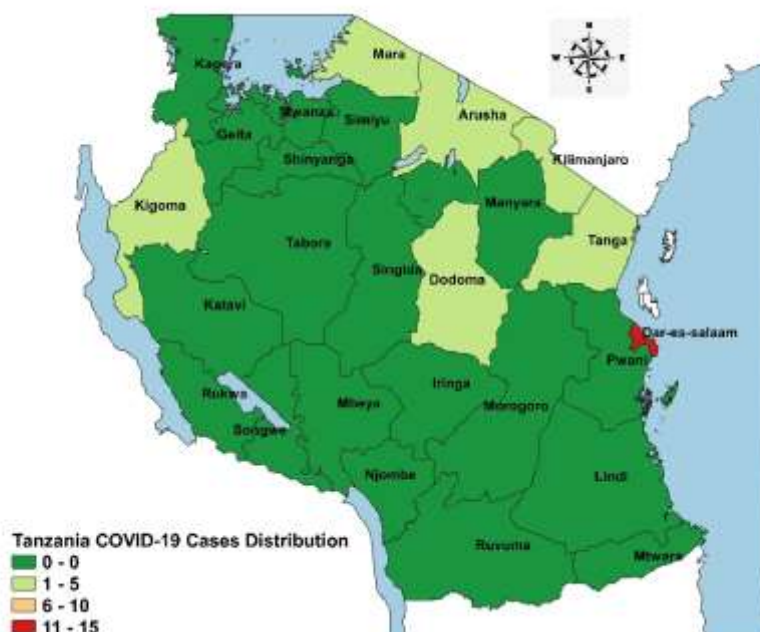 N
W E
S
Mara
Kagera
Mwanza
Simiyu
Arusha
Geita
Shinyanga
Kilimanjaro
Kigoma
Manyara
Tabora
Tanga
Singida
Dodoma
Katavi
Dar-es-salaam
Pwani
Rukwa
Mbeya
Iringa
Morogoro
Songwe
Njombe
Lindi
Ruvuma
Mtwara
Tanzania COVID-19 Cases Distribution
0 - 0
1 - 5
6 - 10
11 - 15